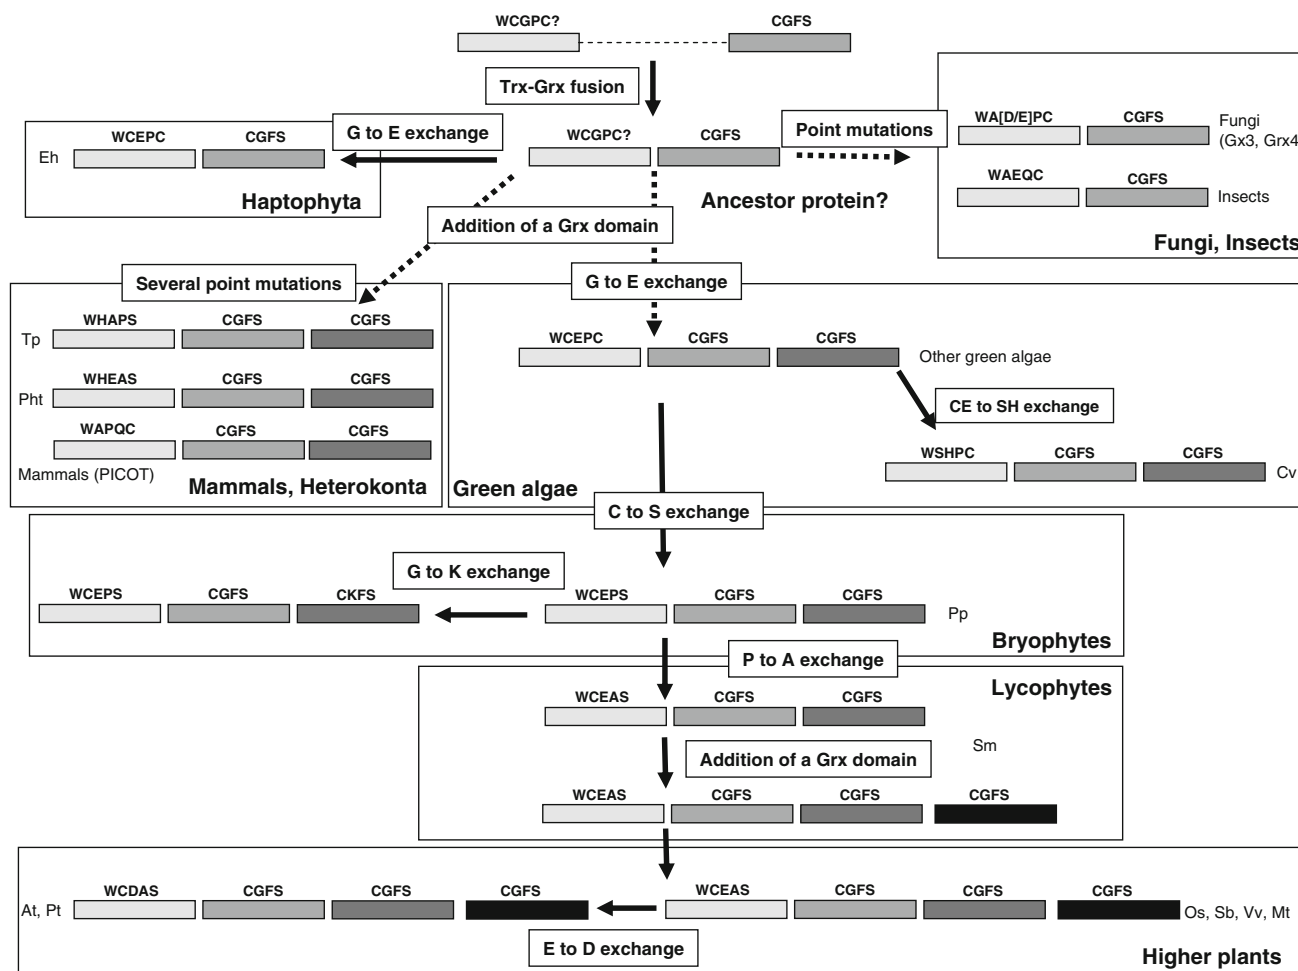 WCGPC? CGFS
Trx-Grx fusion
G to E exchange
Point mutations
WCEPC CGFS
Eh
Haptophyta
WCGPC? CGFS
Ancestor protein?
WA[D/E]PC CGFS
Fungi
(Gx3, Grx4
WAEQC CGFS
Insects
Fungi, Insects
Addition of a Grx domain
Several point mutations
G to E exchange
WHAPS CGFS CGFS
Tp
WHEAS CGFS CGFS
Pht
WAPQC CGFS CGFS
Mammals (PICOT)
Mammals, Heterokonta
WCEPC CGFS CGFS
Other green algae
CE to SH exchange
WSHPC CGFS CGFS
Cv
Green algae
C to S exchange
G to K exchange
WCEPS CGFS CKFS
WCEPS CGFS CGFS
Pp
Bryophytes
P to A exchange
Lycophytes
WCEAS CGFS CGFS
Sm
Addition of a Grx domain
WCEAS CGFS CGFS CGFS
WCDAS CGFS CGFS CGFS
At, Pt
WCEAS CGFS CGFS CGFS
Os, Sb, Vv, Mt
E to D exchange
Higher plants